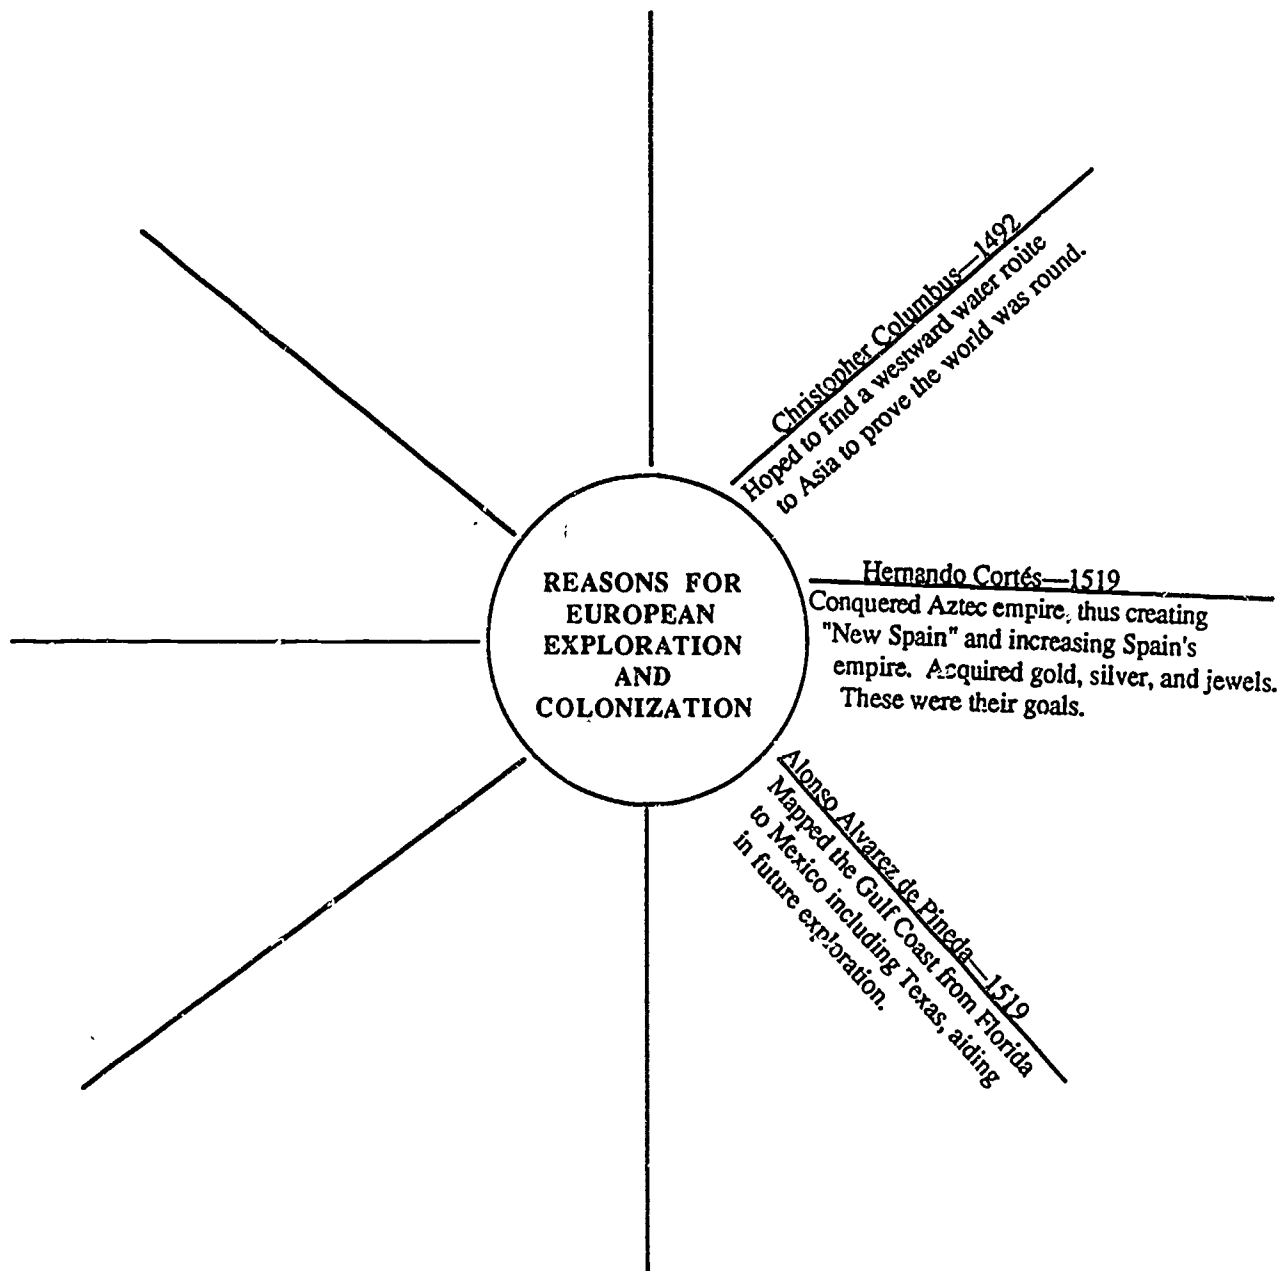 Christopher Columbus—1492
Hoped to find a westward water route
to Asia to prove the world was round.
REASONS FOR
EUROPEAN
EXPLORATION
AND
COLONIZATION
Hernando Cortés—1519
Conquered Aztec empire, thus creating
"New Spain" and increasing Spain's
empire. Acquired gold, silver, and jewels.
These were their goals.
Alonso Alvarez de Pineda—1519
Mapped the Gulf Coast from Florida
to Mexico including Texas, aiding
in future exploration.